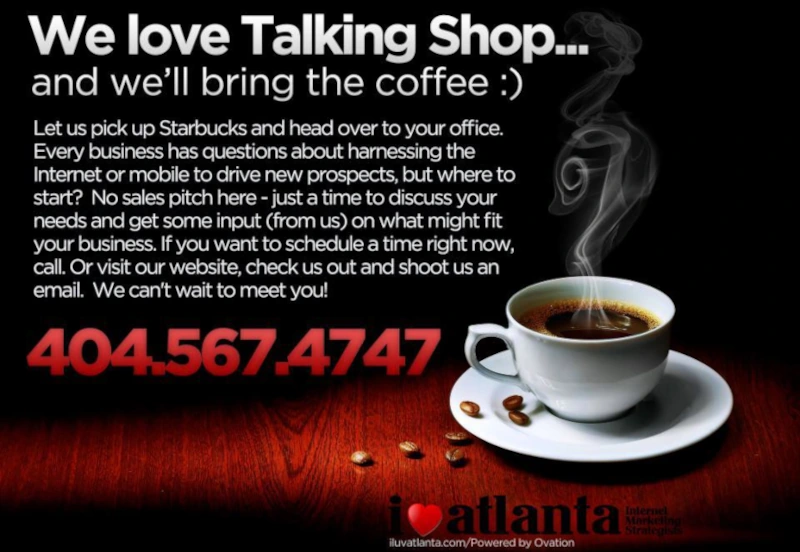 We love Talking Shop...
and we'll bring the coffee :)
Let us pick up Starbucks and head over to your office.
Every business has questions about harnessing the
Internet or mobile to drive new prospects, but where to
start?  No sales pitch here - just a time to discuss your
needs and get some input (from us) on what might fit
your business. If you want to schedule a time right now,
call. Or visit our website, check us out and shoot us an
email.  We can't wait to meet you!
404.567.4747
i❤atlanta
Internet
Marketing
Strategists
iluvatlanta.com/Powered by Ovation